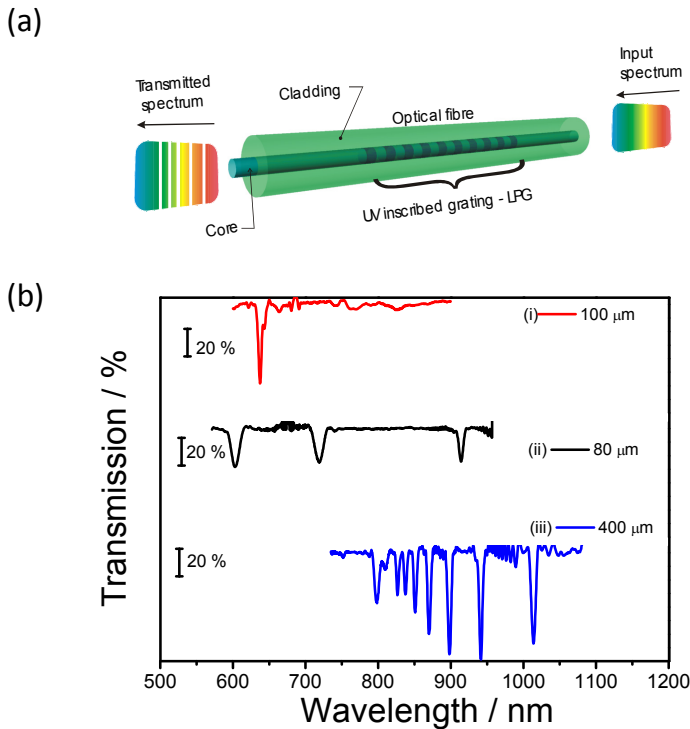 (a)
Transmitted
spectrum
Cladding
Optical fibre
Input
spectrum
Core
UV inscribed grating - LPG
(b)
Transmission / %
20 %
(i) 100 μm
20 %
(ii) 80 μm
20 %
(iii) 400 μm
500 600 700 800 900 1000 1100 1200
Wavelength / nm